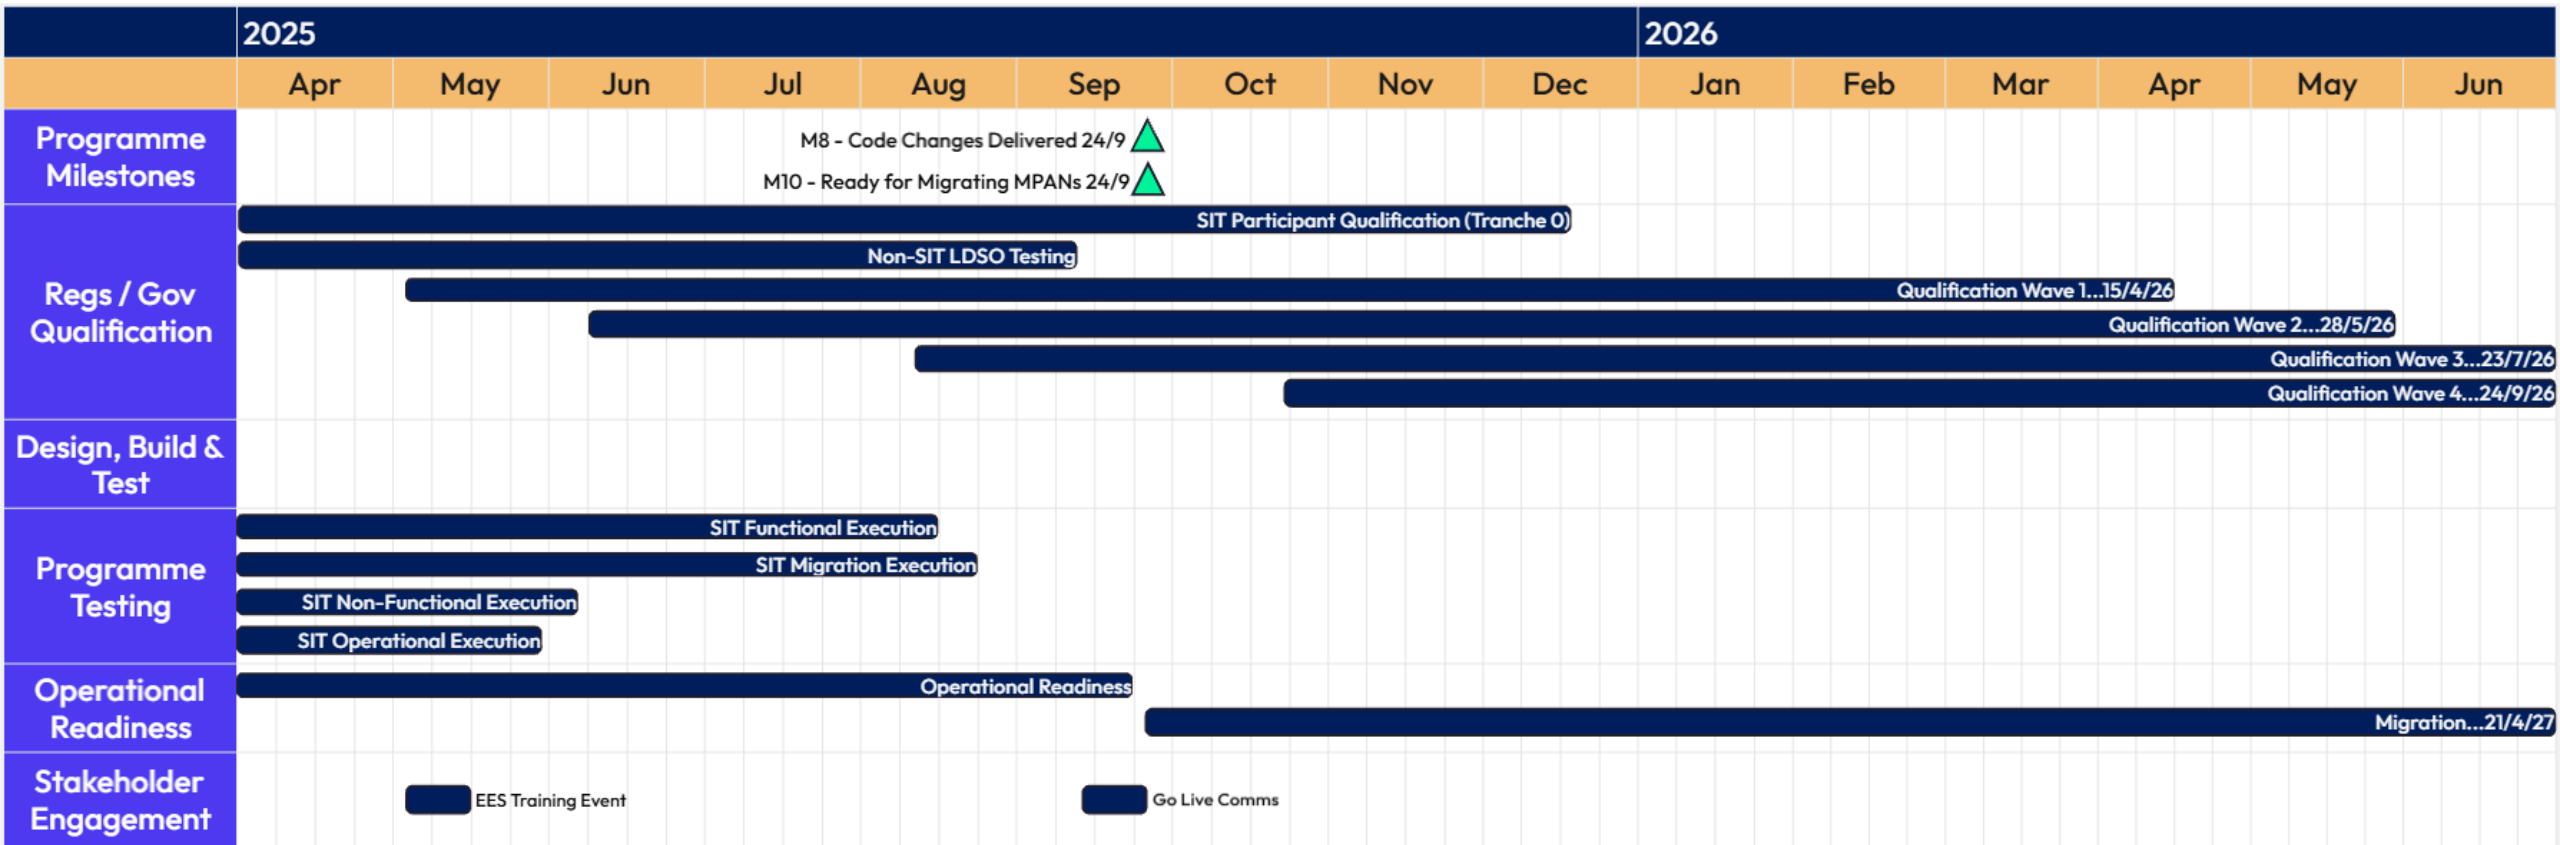 2025
2026
Apr
May
Jun
Jul
Aug
Sep
Oct
Nov
Dec
Jan
Feb
Mar
Apr
May
Jun
Programme
Milestones
M8 - Code Changes Delivered 24/9
M10 - Ready for Migrating MPANs 24/9
Regs / Gov
Qualification
SIT Participant Qualification (Tranche 0)
Non-SIT LDSO Testing
Qualification Wave 1...15/4/26
Qualification Wave 2...28/5/26
Qualification Wave 3...23/7/26
Qualification Wave 4...24/9/26
Design, Build &
Test
Programme
Testing
SIT Functional Execution
SIT Migration Execution
SIT Non-Functional Execution
SIT Operational Execution
Operational
Readiness
Operational Readiness
Migration...21/4/27
Stakeholder
Engagement
EES Training Event
Go Live Comms